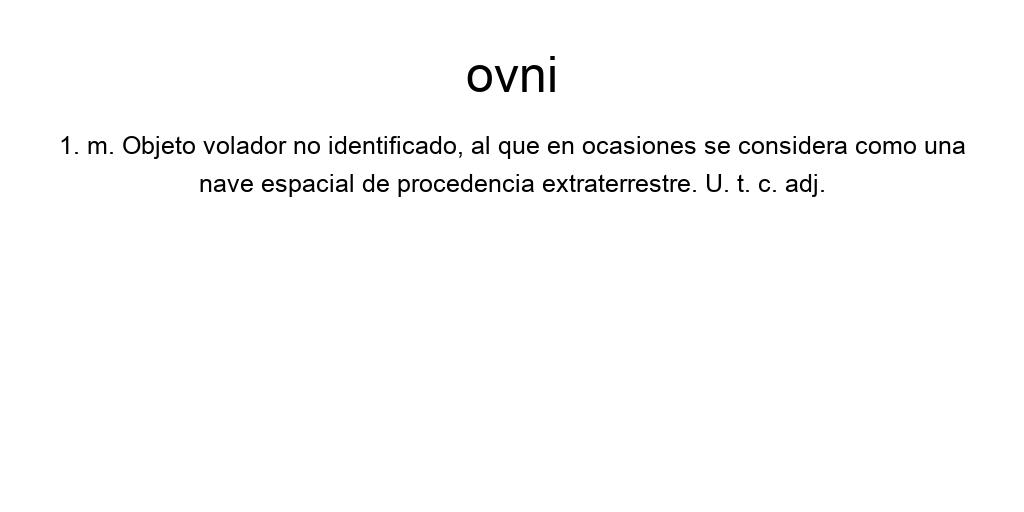 ovni
1. m. Objeto volador no identificado, al que en ocasiones se considera como una
nave espacial de procedencia extraterrestre. U. t. c. adj.